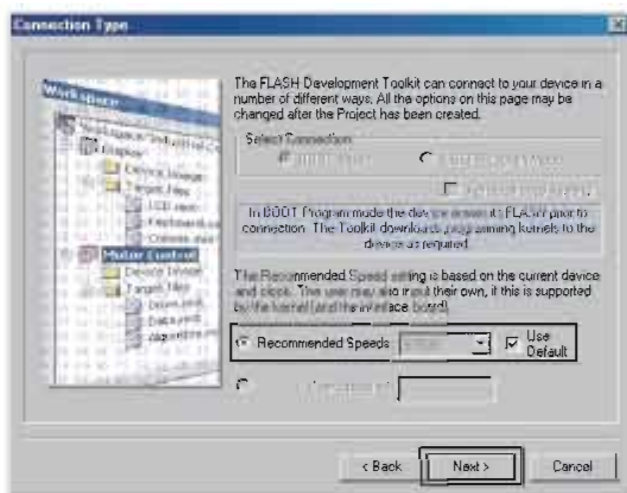 Connection Type
The FLASH Development Toolkit can connect to your device in a
number of different ways. All the options on this page may be
changed after the Project has been created.
Select Connection
In BOOT Program mode the device erases its FLASH prior to
connection. The Toolkit downloads programming kernels to the
device as required
The Recommended Speed setting is based on the current device
and clock. The user may also input their own, if this is supported
by the kernel (and the interface board)
Recommended Speeds:
Use
Default
Workspace
Display
Device Image
Target files
Motor Control
Device Image
Target files
< Back
Next >
Cancel